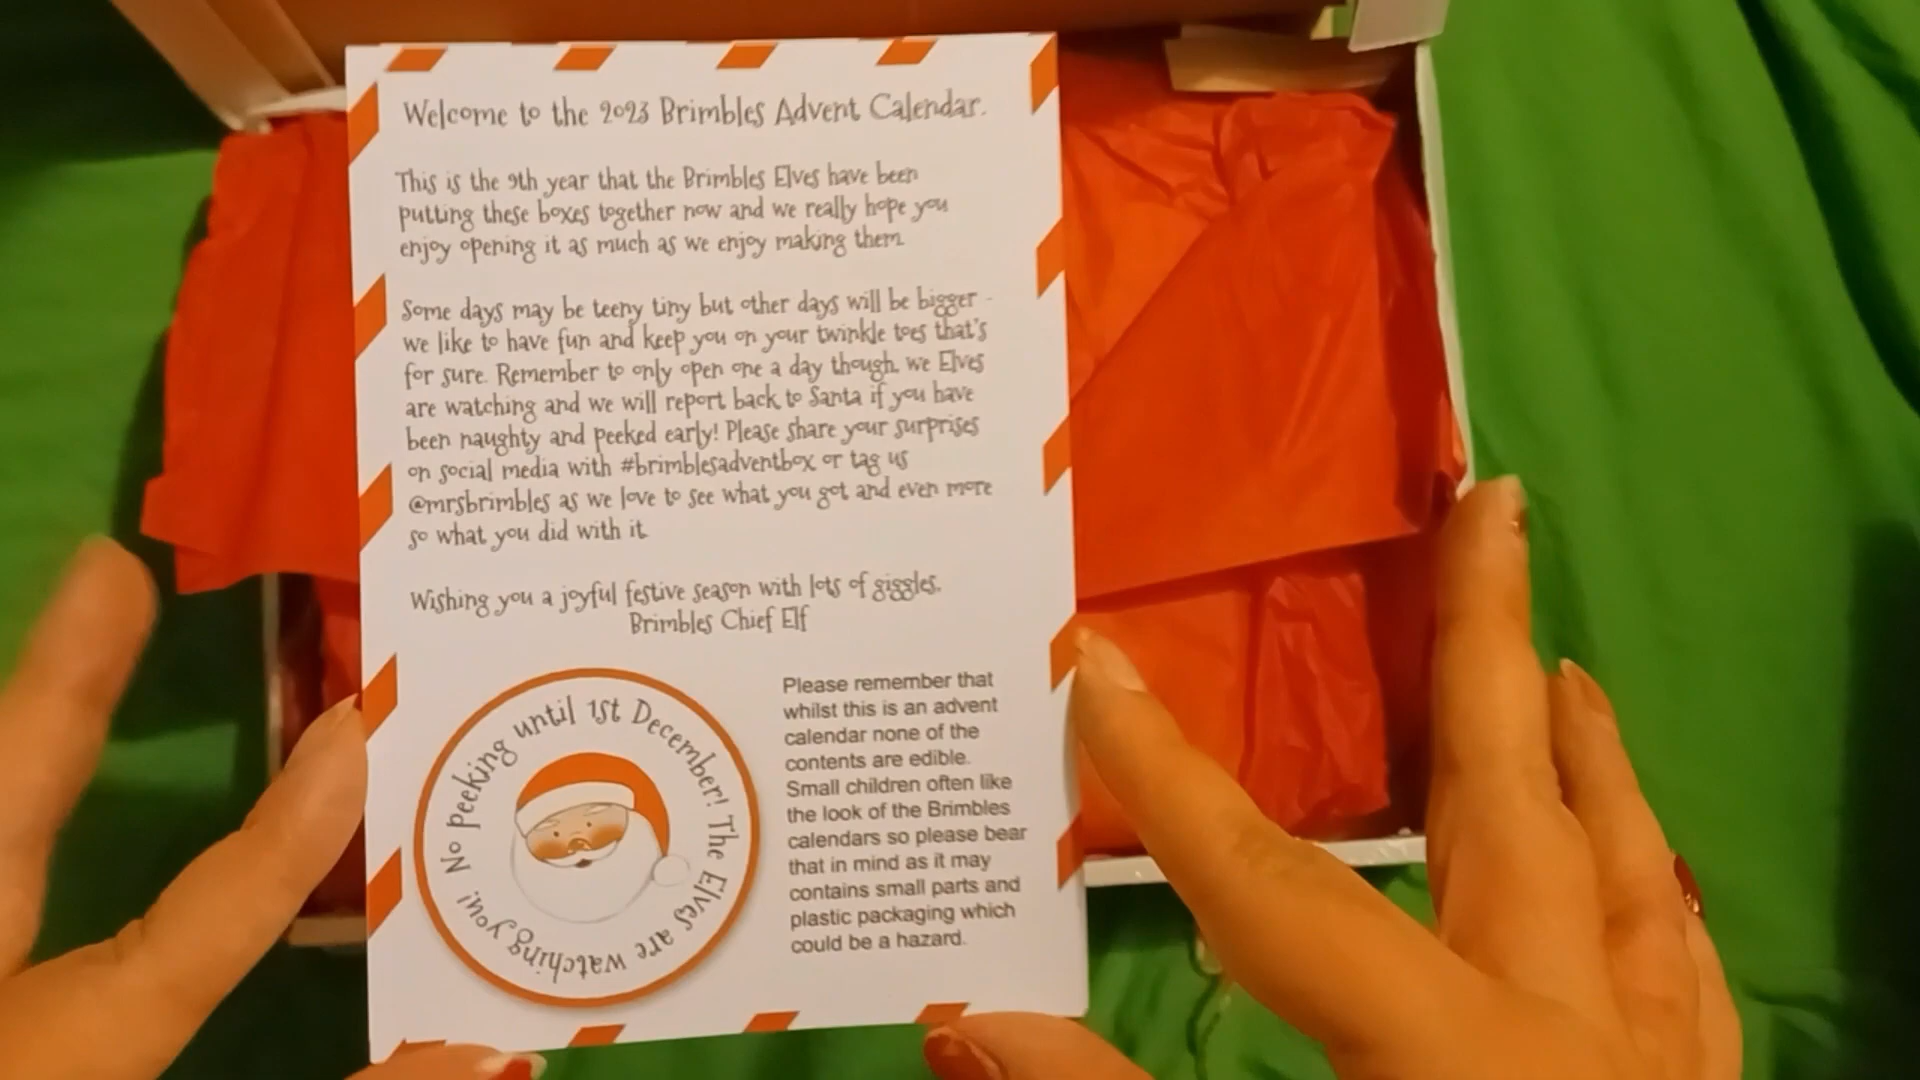 Welcome to the 2023 Brimbles Advent Calendar.
This is the 9th year that the Brimbles Elves have been
putting these boxes together now and we really hope you
enjoy opening it as much as we enjoy making them.
Some days may be teeny tiny but other days will be bigger -
we like to have fun and keep you on your twinkle toes that's
for sure. Remember to only open one a day though, we Elves
are watching and we will report back to Santa if you have
been naughty and peeked early! Please share your surprises
on social media with #brimblesadventbox or tag us
@mrsbrimbles as we love to see what you got and even more
so what you did with it.
Wishing you a joyful festive season with lots of giggles,
Brimbles Chief Elf
No peeking until 1st December! The Elves are watching you!
Please remember that
whilst this is an advent
calendar none of the
contents are edible.
Small children often like
the look of the Brimbles
calendars so please bear
that in mind as it may
contains small parts and
plastic packaging which
could be a hazard.